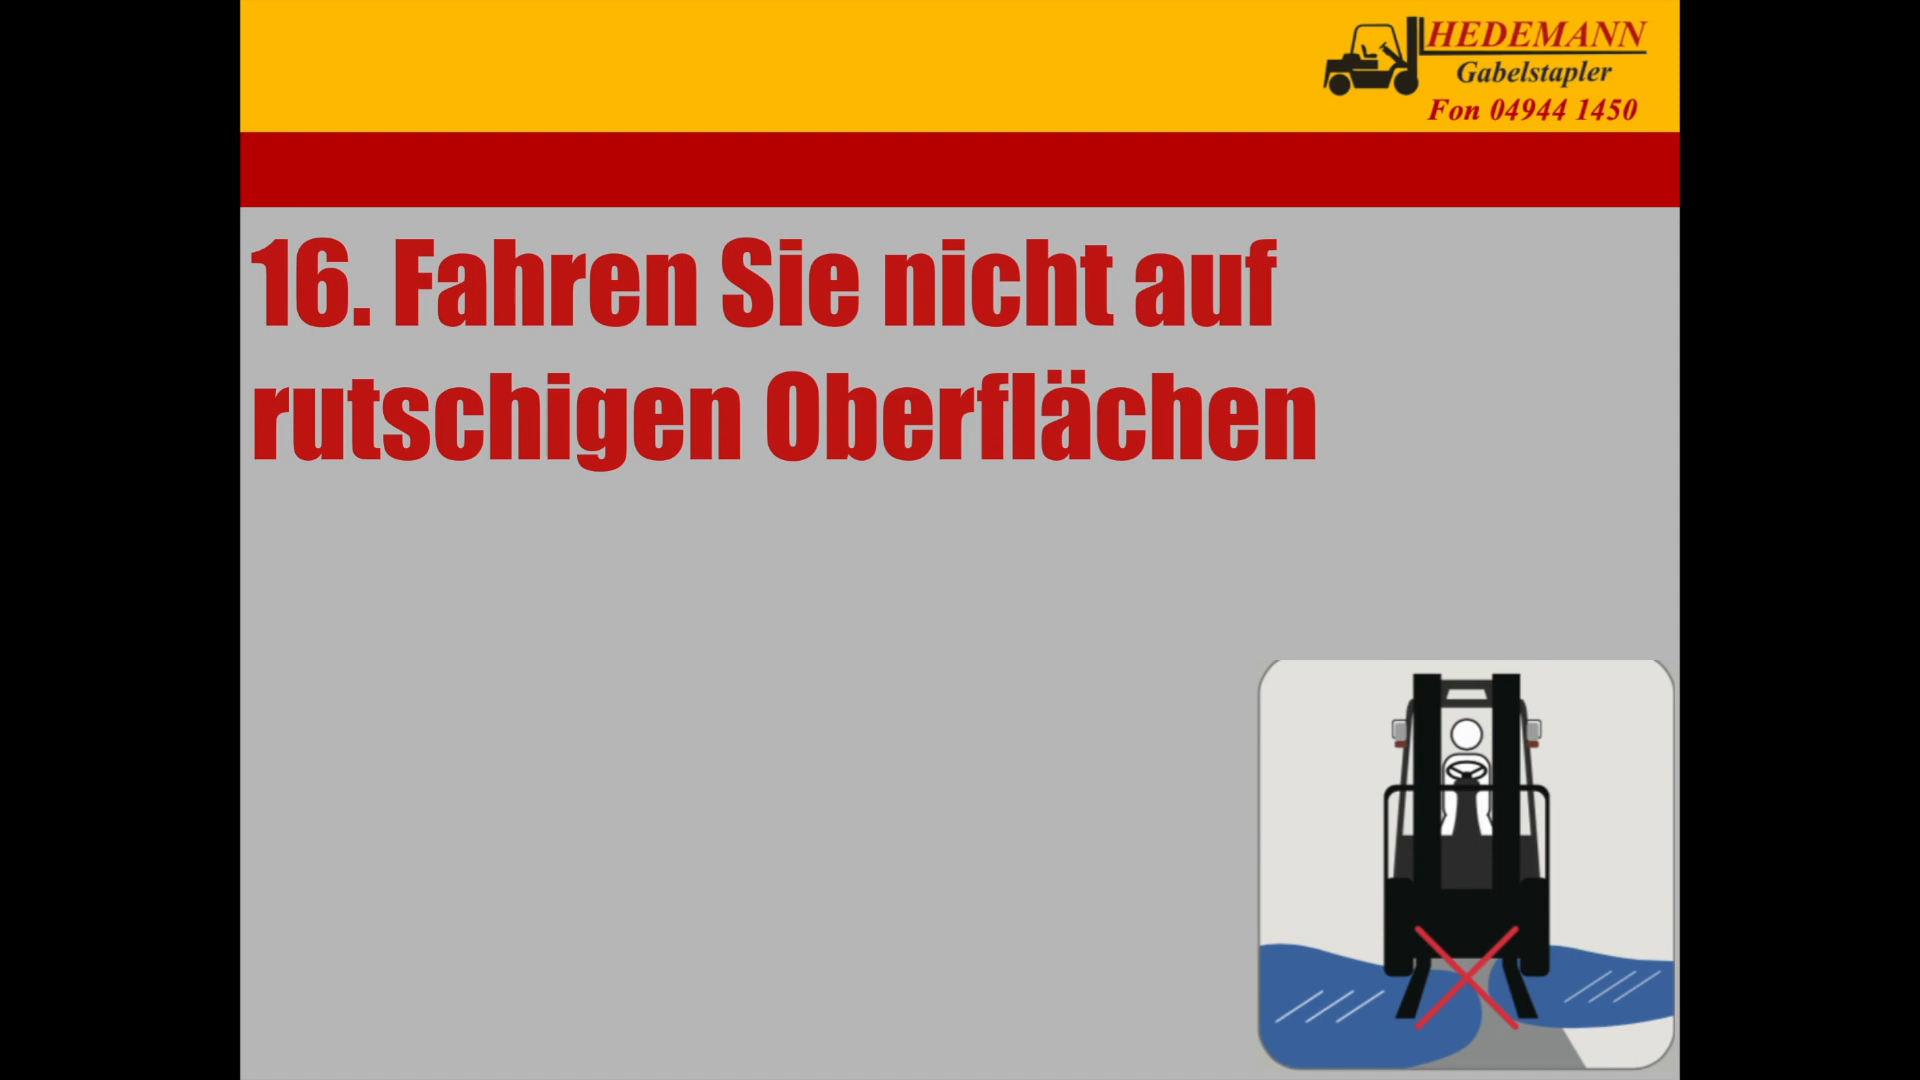 HEDEMANN
Gabelstapler
Fon 04944 1450
16. Fahren Sie nicht auf
rutschigen Oberflächen